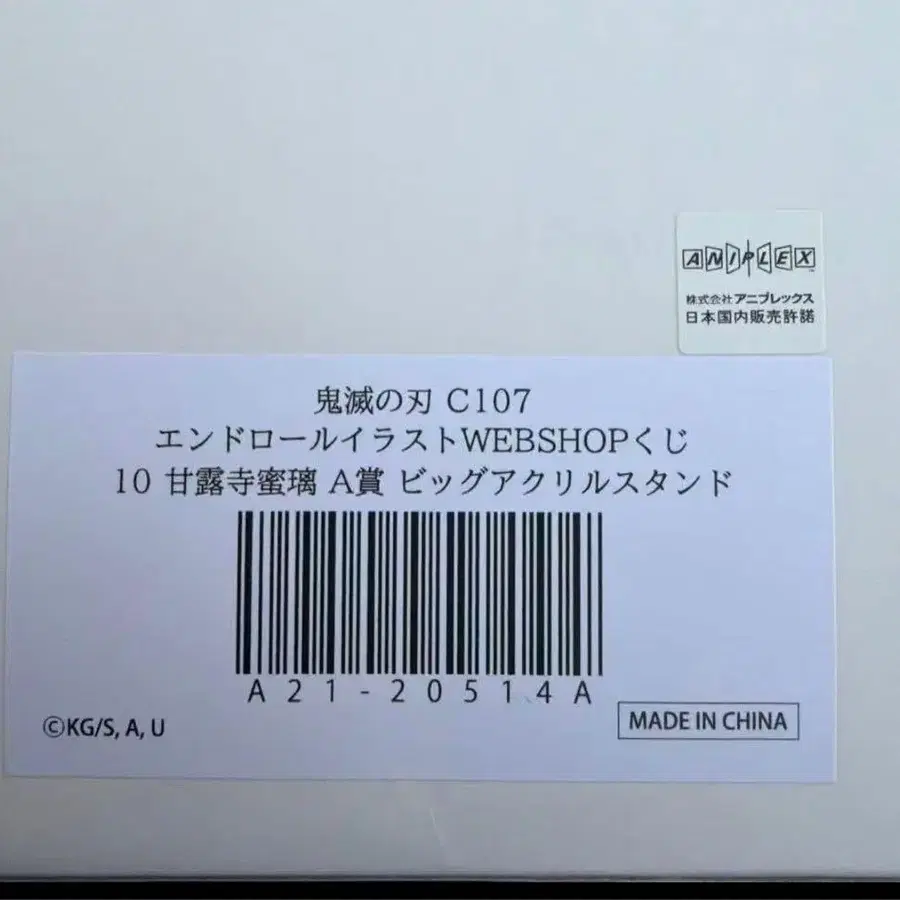 ANIPLEX
株式会社アニプレックス
日本国内販売許諾
鬼滅の刃 C107
エンドロールイラストWEBSHOPくじ
10 甘露寺蜜璃 A賞 ビッグアクリルスタンド
A21-20514A
©KG/S, A, U
MADE IN CHINA